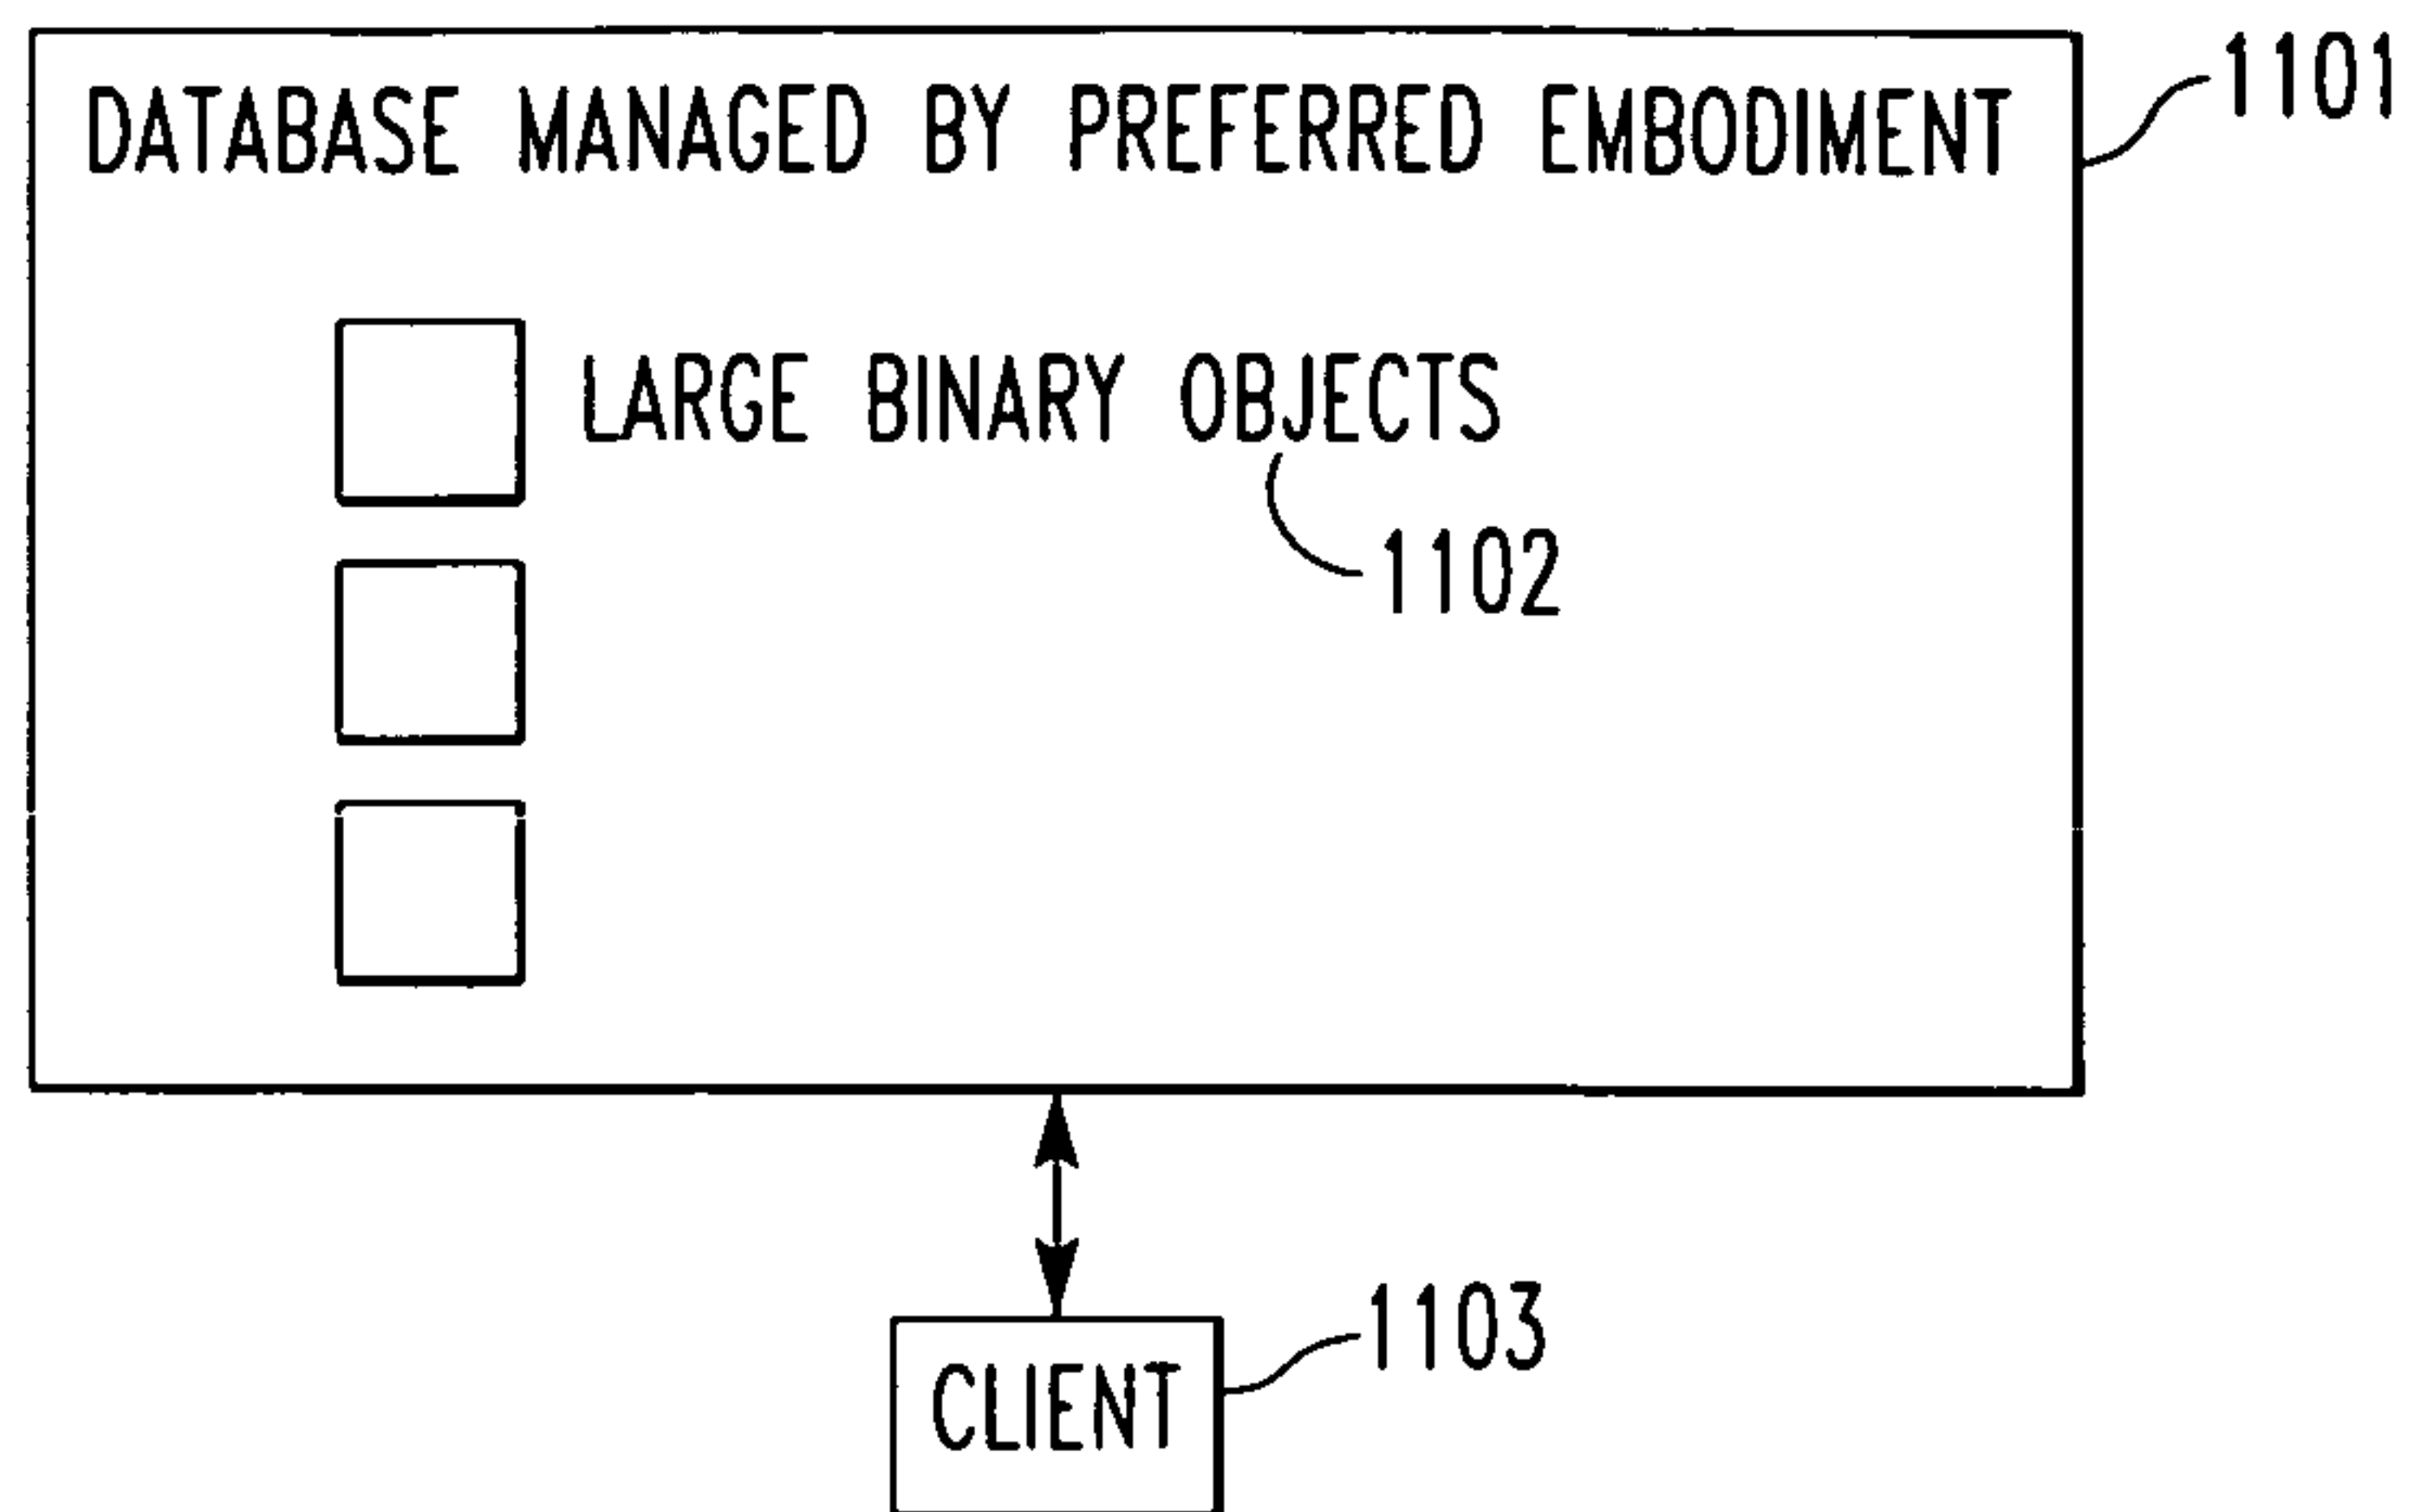 DATABASE MANAGED BY PREFERRED EMBODIMENT
1101
LARGE BINARY OBJECTS
1102
1103
CLIENT